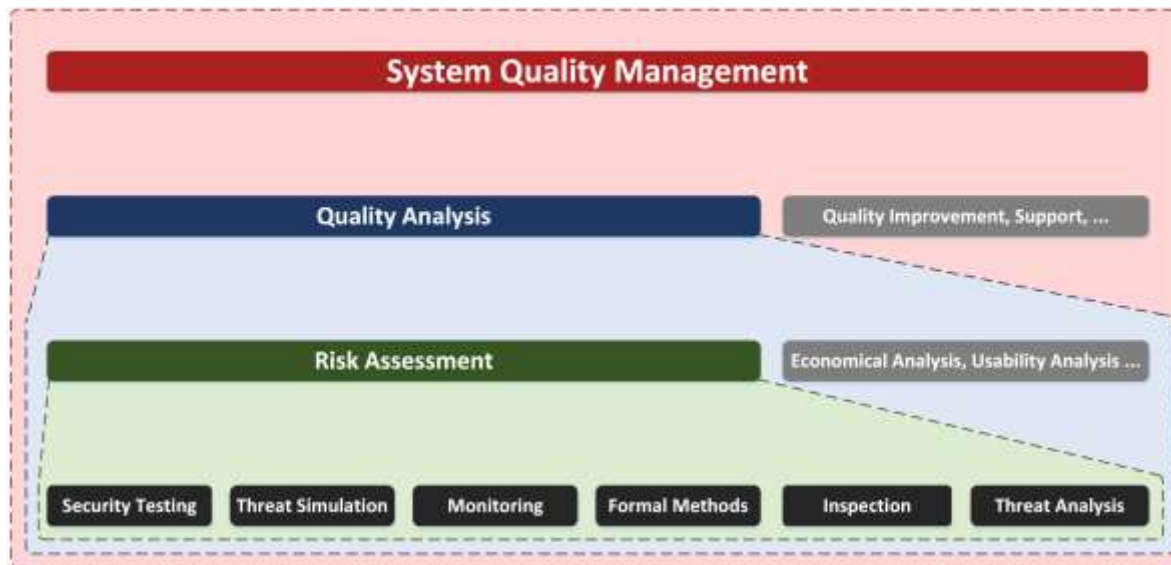 System Quality Management
Quality Analysis
Quality Improvement, Support, ...
Risk Assessment
Economical Analysis, Usability Analysis ...
Security Testing
Threat Simulation
Monitoring
Formal Methods
Inspection
Threat Analysis